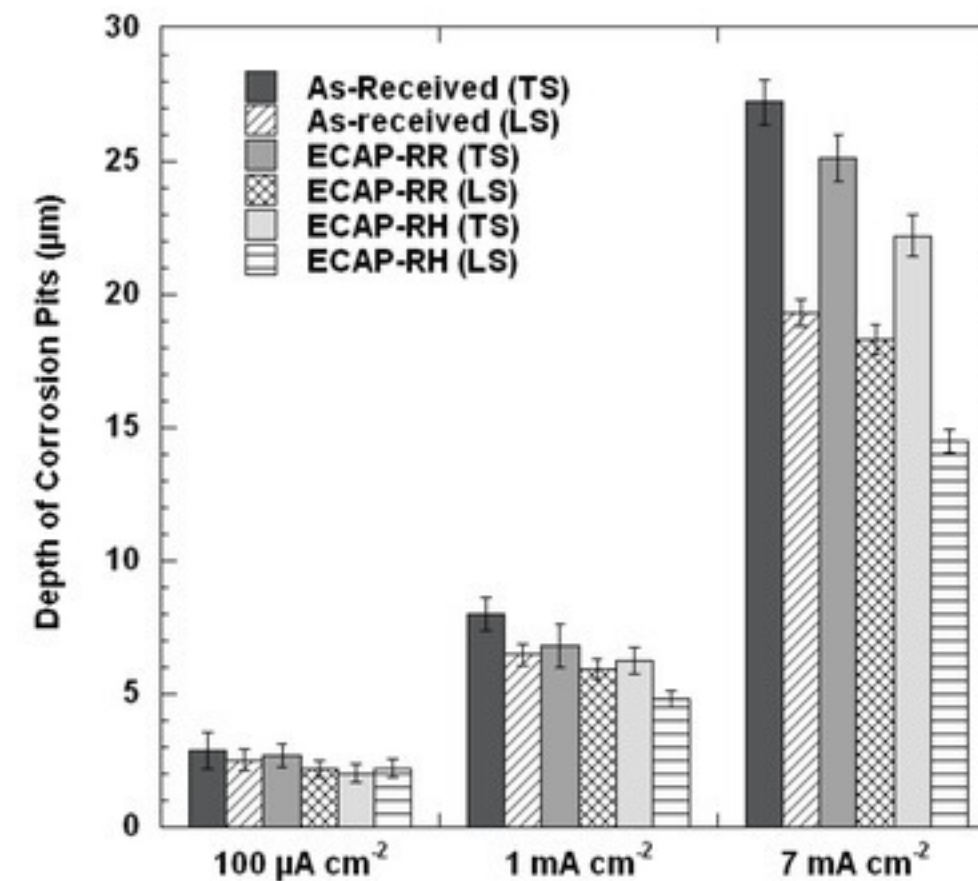 30
25
20
15
10
5
0
Depth of Corrosion Pits (µm)
As-Received (TS)
As-received (LS)
ECAP-RR (TS)
ECAP-RR (LS)
ECAP-RH (TS)
ECAP-RH (LS)
100 µA cm⁻²
1 mA cm⁻²
7 mA cm⁻²